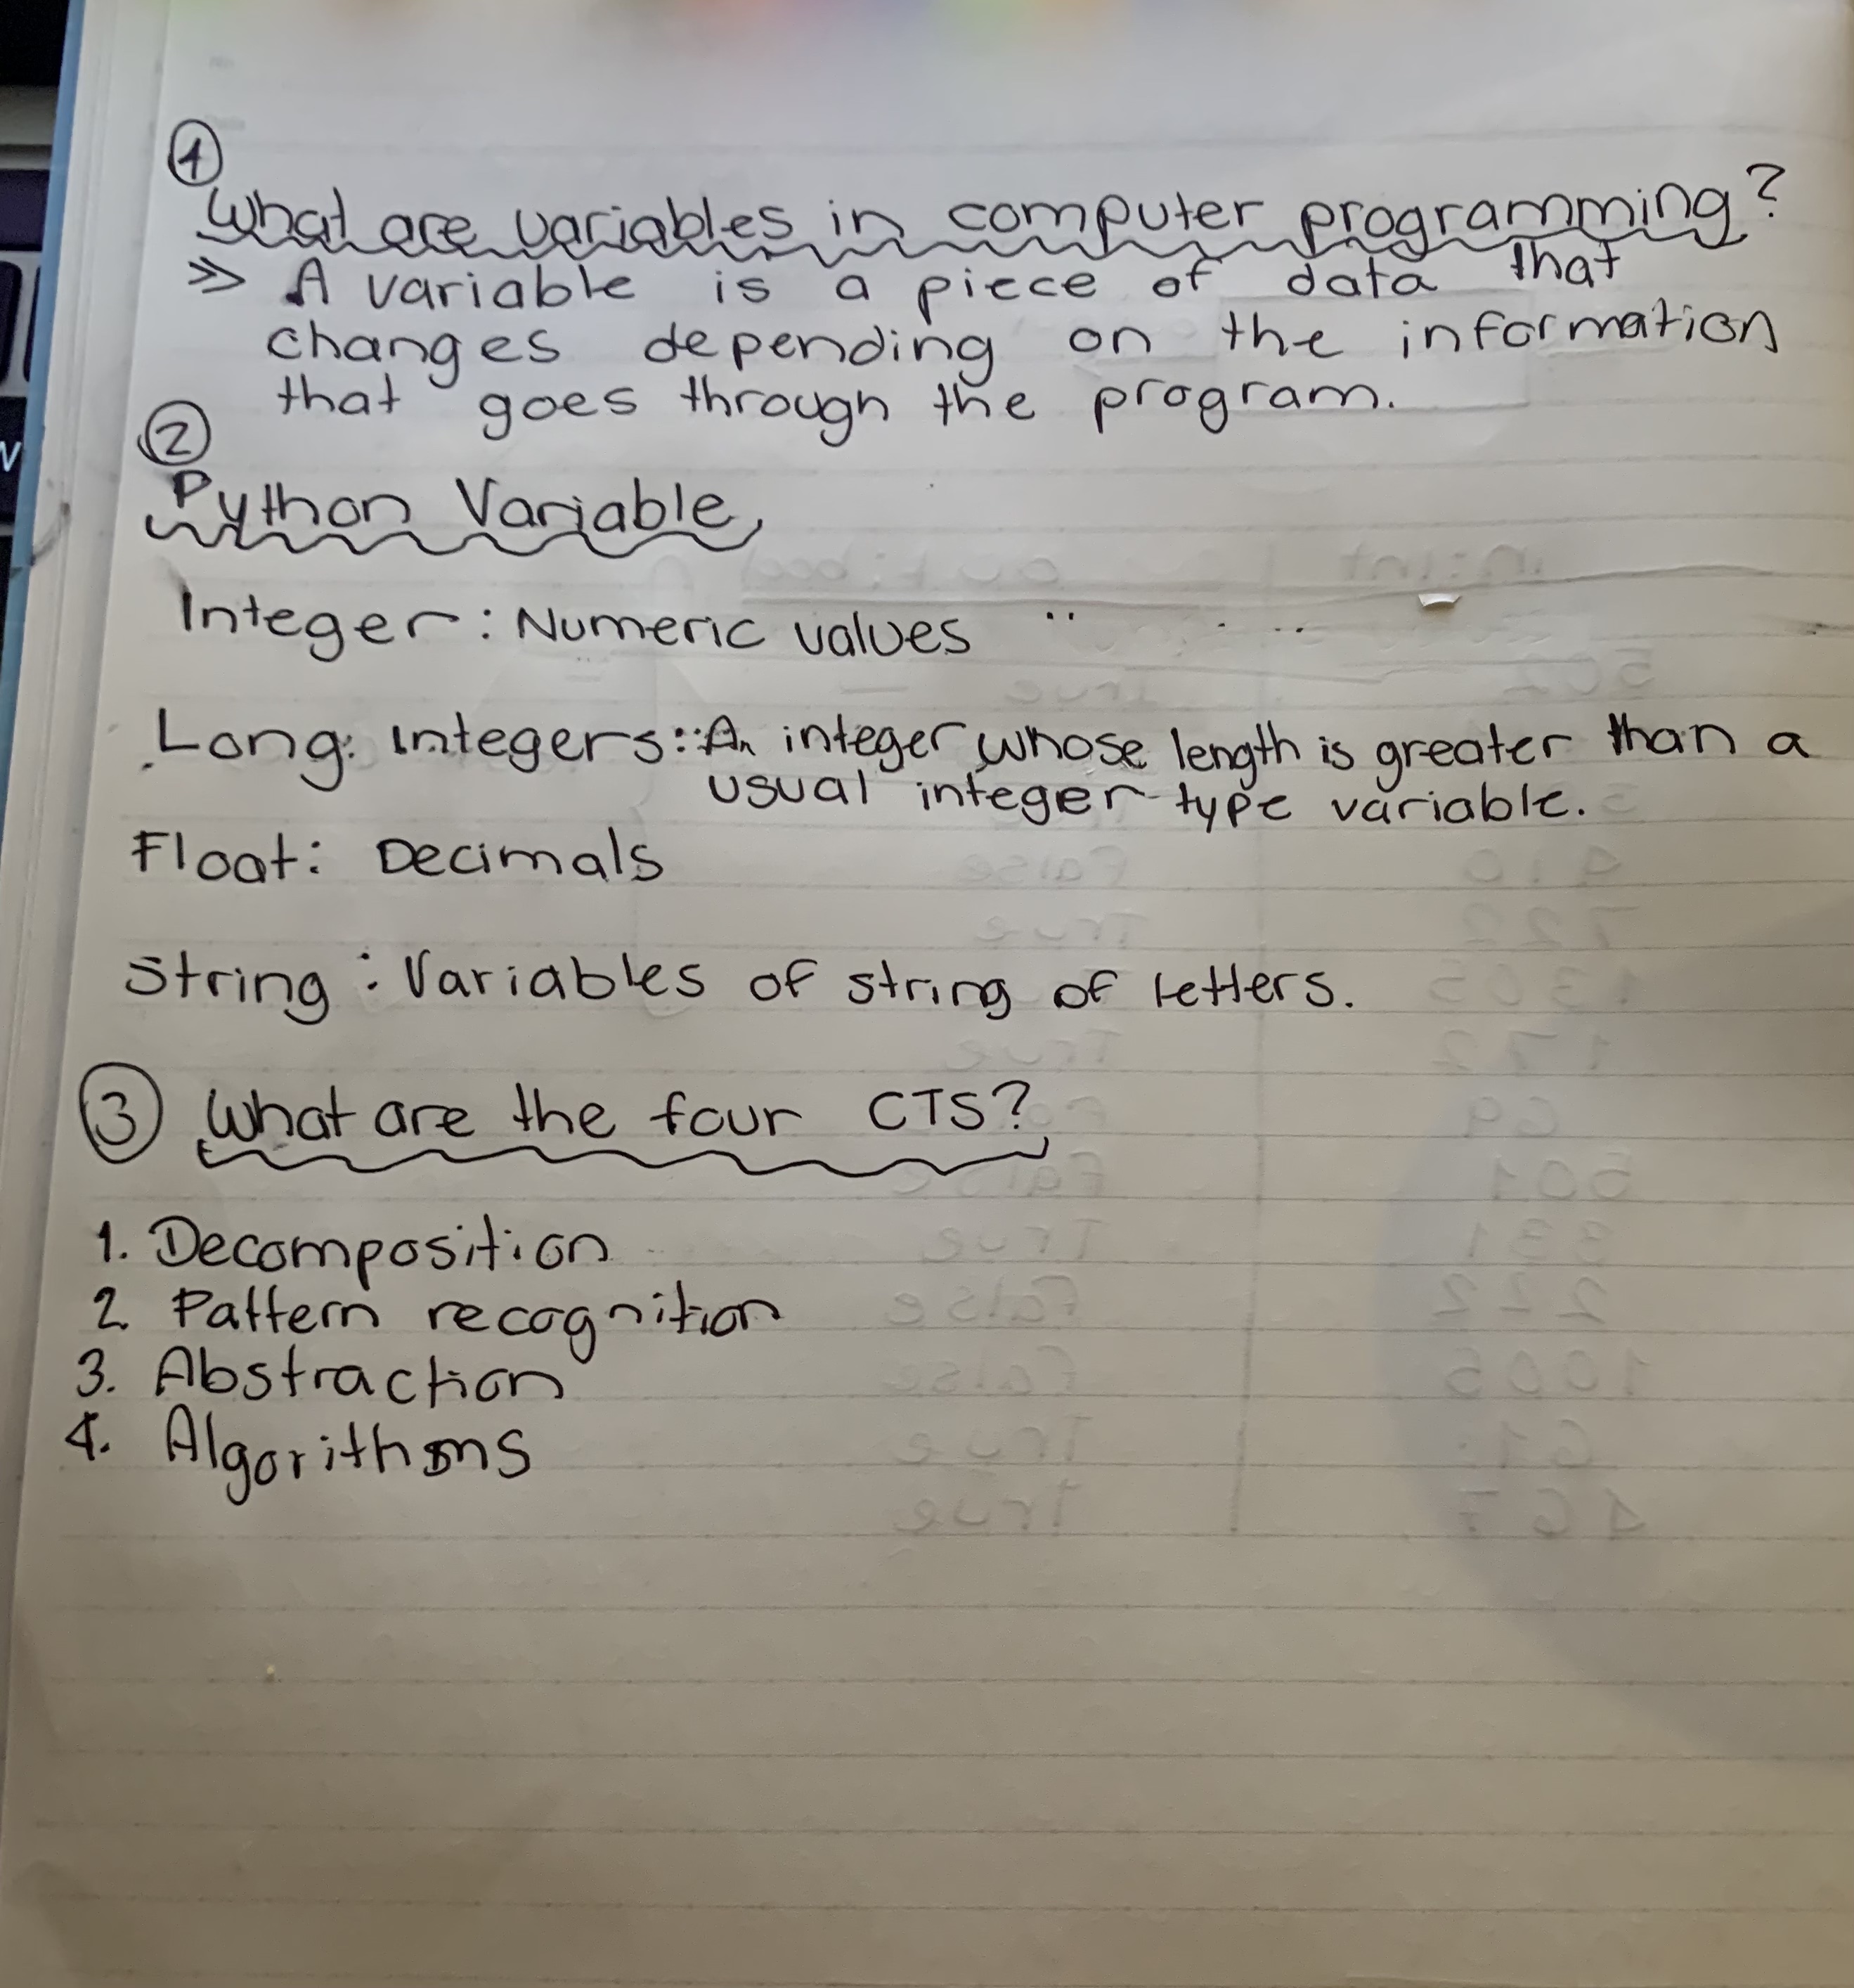 1
What are variables in computer programming?
>> A variable is a piece of data that
changes depending on the information
that goes through the program.
2
Python Variable,
Integer: Numeric values
Long: integers: An integer whose length is greater than a
usual integer type variable.
Float: Decimals
String: Variables of string of letters.
3 What are the four CTS?
1. Decomposition
2. Pattern recognition
3. Abstraction
4. Algorithms